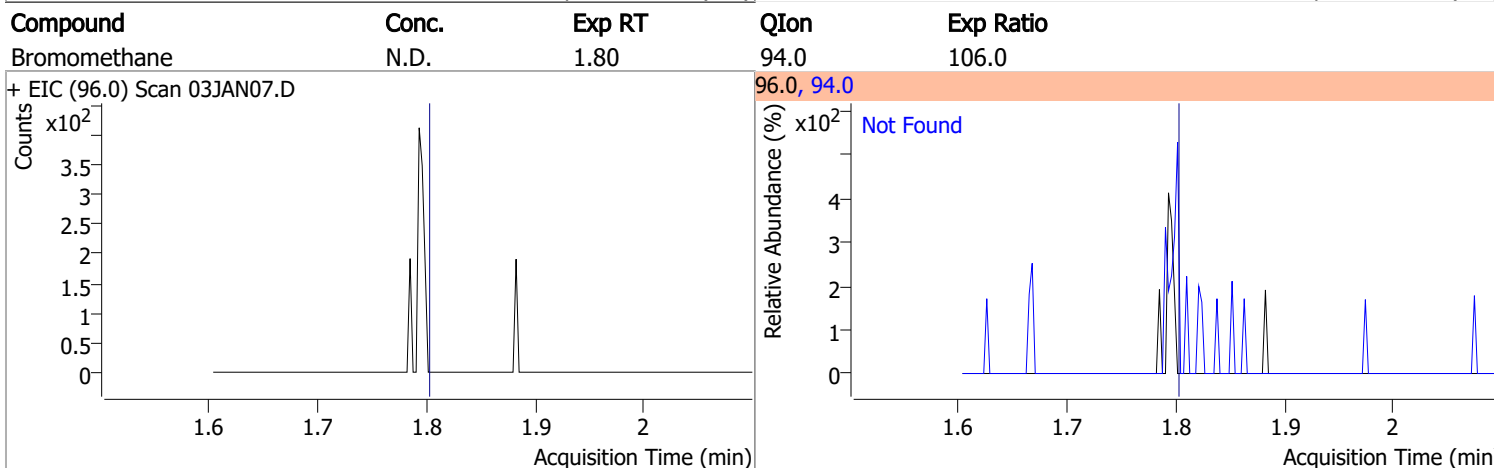 Compound Conc. Exp RT QIon Exp Ratio
Bromomethane N.D. 1.80 94.0 106.0
+ EIC (96.0) Scan 03JAN07.D
Counts
x10²
3.5
3
2.5
2
1.5
1
0.5
0
1.6 1.7 1.8 1.9 2
Acquisition Time (min)
96.0, 94.0
Relative Abundance (%)
x10²
Not Found
4
3
2
1
0
1.6 1.7 1.8 1.9 2
Acquisition Time (min